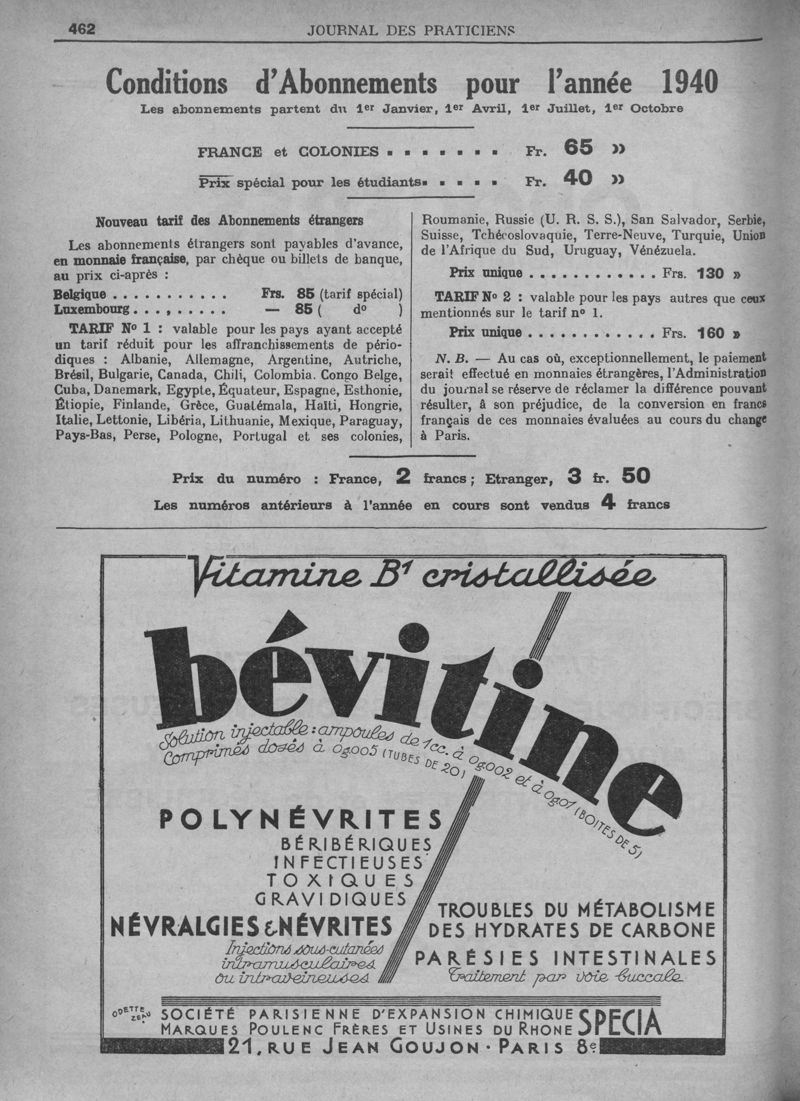 462
JOURNAL DES PRATICIENS
Conditions d'Abonnements pour l'année 1940
Les abonnements partent du 1er Janvier, 1er Avril, 1er Juillet, 1er Octobre
FRANCE et COLONIES . . . . . . . Fr. 65 »
Prix spécial pour les étudiants. . . . . Fr. 40 »
Nouveau tarif des Abonnements étrangers
Les abonnements étrangers sont payables d'avance,
en monnaie française, par chèque ou billets de banque,
au prix ci-après :
Belgique . . . . . . . . . . . Frs. 85 (tarif spécial)
Luxembourg . . . , . . . . . — 85 ( do )
TARIF No 1 : valable pour les pays ayant accepté
un tarif réduit pour les affranchissements de pério-
diques : Albanie, Allemagne, Argentine, Autriche,
Brésil, Bulgarie, Canada, Chili, Colombia. Congo Belge,
Cuba, Danemark, Egypte, Équateur, Espagne, Esthonie,
Étiopie, Finlande, Grèce, Guatémala, Haïti, Hongrie,
Italie, Lettonie, Libéria, Lithuanie, Mexique, Paraguay,
Pays-Bas, Perse, Pologne, Portugal et ses colonies,
Roumanie, Russie (U. R. S. S.), San Salvador, Serbie,
Suisse, Tchécoslovaquie, Terre-Neuve, Turquie, Union
de l'Afrique du Sud, Uruguay, Vénézuela.
Prix unique . . . . . . . . . . . . Frs. 130 »
TARIF No 2 : valable pour les pays autres que ceux
mentionnés sur le tarif no 1.
Prix unique . . . . . . . . . . . . Frs. 160 »
N. B. — Au cas où, exceptionnellement, le paiement
serait effectué en monnaies étrangères, l'Administration
du journal se réserve de réclamer la différence pouvant
résulter, â son préjudice, de la conversion en francs
français de ces monnaies évaluées au cours du change
à Paris.
Prix du numéro : France, 2 francs ; Etranger, 3 fr. 50
Les numéros antérieurs à l'année en cours sont vendus 4 francs
Vitamine B1 cristallisée
bévitine
Solution injectable : ampoules de 1cc. à 0g002 et à 0g01 (BOITES DE 5)
Comprimés dosés à 0g005 (TUBES DE 20)
POLYNÉVRITES
BÉRIBÉRIQUES
INFECTIEUSES
TOXIQUES
GRAVIDIQUES
NÉVRALGIES & NÉVRITES
Injections sous-cutanées
intramusculaires
ou intraveineuses
TROUBLES DU MÉTABOLISME
DES HYDRATES DE CARBONE
PARÉSIES INTESTINALES
Traitement par voie buccale
ODETTE
ZEAU
SOCIÉTÉ PARISIENNE D'EXPANSION CHIMIQUE SPECIA
MARQUES POULENC FRÈRES ET USINES DU RHONE
21, RUE JEAN GOUJON · PARIS 8e